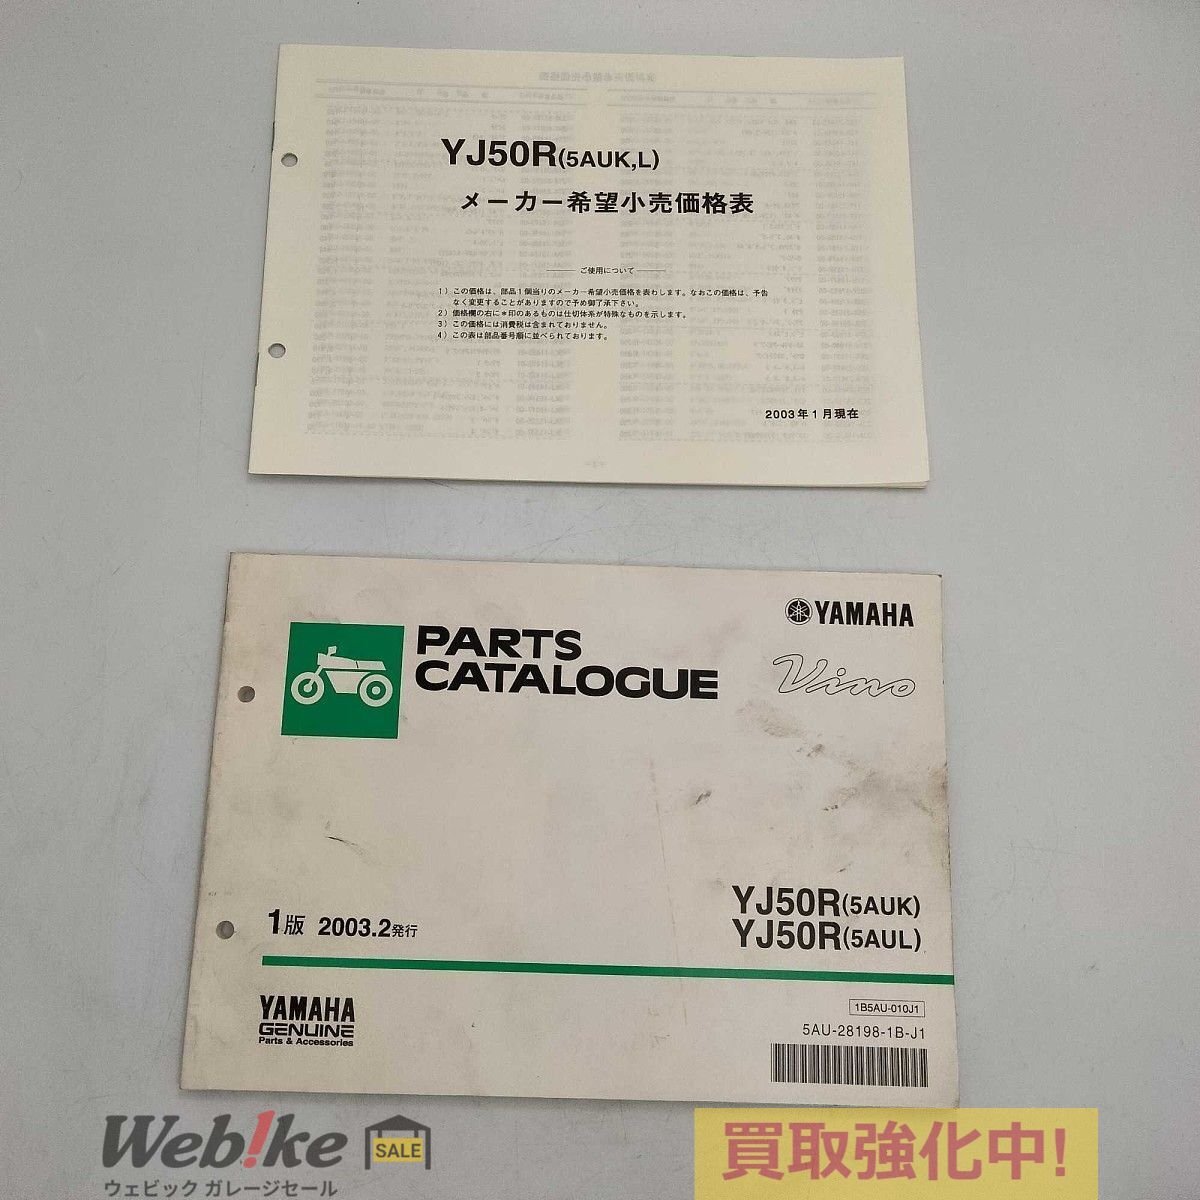 YJ50R(5AUK,L)
メーカー希望小売価格表
ご使用について
1）この価格は、部品1個当りのメーカー希望小売価格を表わします。なおこの価格は、予告
なく変更することがありますので予め御了承下さい。
2）価格欄の右に＊印のあるものは仕切体系が特殊なものを示します。
3）この価格には消費税は含まれておりません。
4）この表は部品番号順に並べられております。
2003年1月現在
YAMAHA
PARTS
CATALOGUE
Vino
YJ50R(5AUK)
YJ50R(5AUL)
1版 2003.2発行
YAMAHA
GENUINE
Parts & Accessories
1B5AU-010J1
5AU-28198-1B-J1
Web!ke
SALE
ウェビック ガレージセール
買取強化中!